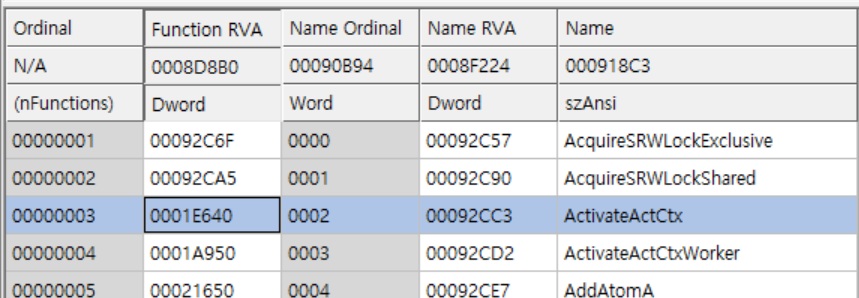 Ordinal Function RVA Name Ordinal Name RVA Name
N/A 0008D8B0 00090B94 0008F224 000918C3
(nFunctions) Dword Word Dword szAnsi
00000001 00092C6F 0000 00092C57 AcquireSRWLockExclusive
00000002 00092CA5 0001 00092C90 AcquireSRWLockShared
00000003 0001E640 0002 00092CC3 ActivateActCtx
00000004 0001A950 0003 00092CD2 ActivateActCtxWorker
00000005 00021650 0004 00092CE7 AddAtomA